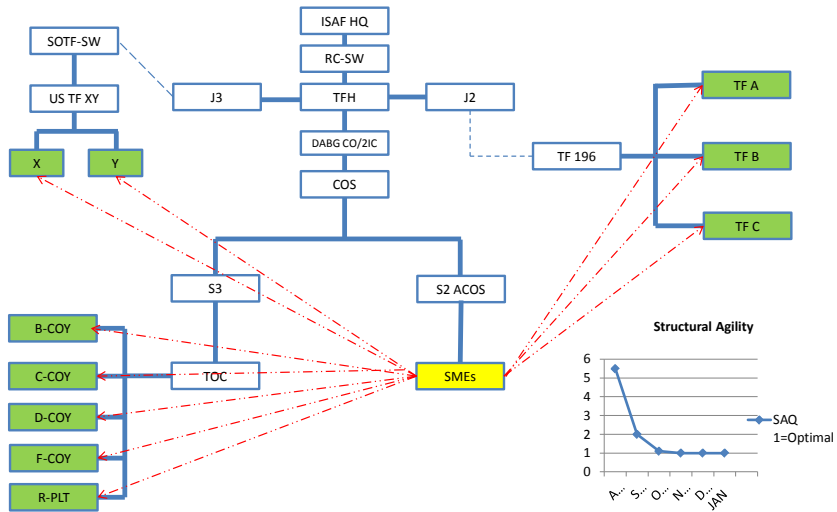 ISAF HQ
SOTF-SW
RC-SW
US TF XY
J3
TFH
J2
TF A
DABG CO/2IC
X
Y
TF 196
TF B
COS
TF C
S3
S2 ACOS
B-COY
Structural Agility
C-COY
TOC
SMEs
D-COY
F-COY
R-PLT
6
5
4
3
2
1
0
SAQ
1=Optimal
A...
S...
O...
N...
D...
JAN